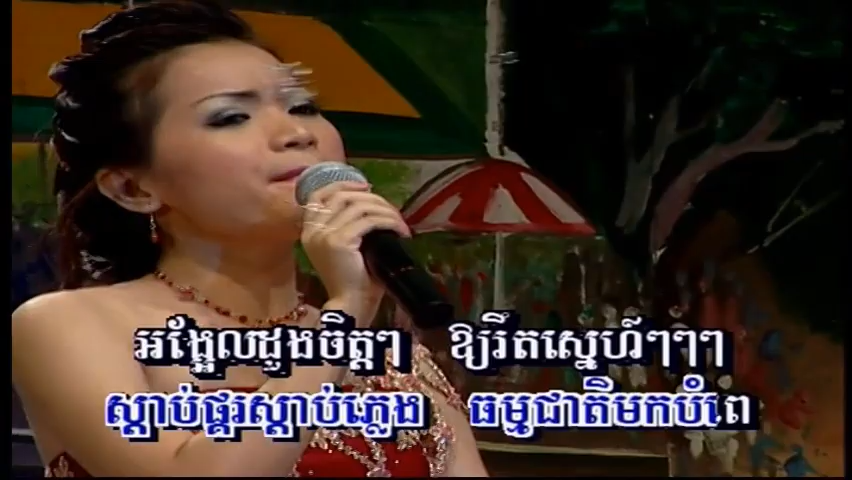 អង្អែលដួងចិត្តៗ ឱ្យរឹតស្នេហ៍ៗៗៗ
ស្ដាប់ផ្គរស្ដាប់ភ្លេង ធម្មជាតិមកបំពេ